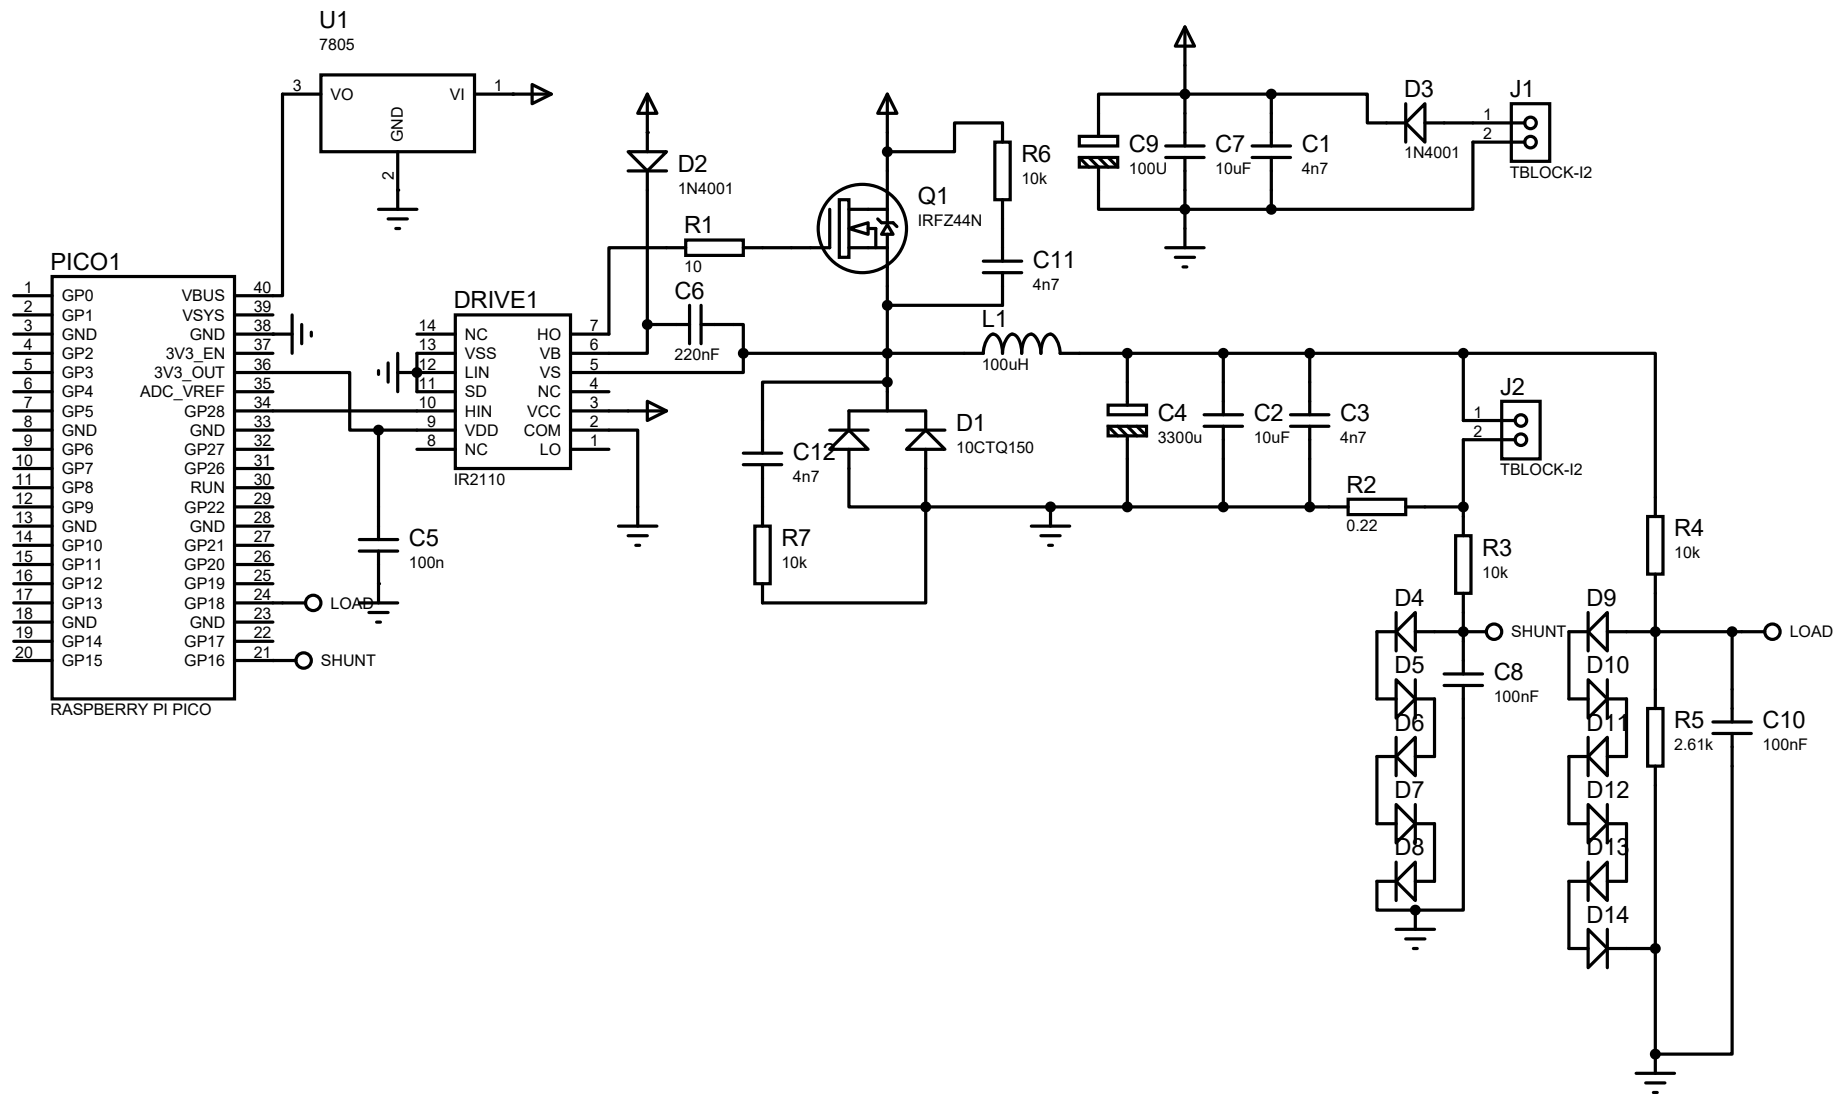 U1
7805
3 VO VI 1
GND
2
PICO1
1 GP0 VBUS 40
2 GP1 VSYS 39
3 GND GND 38
4 GP2 3V3_EN 37
5 GP3 3V3_OUT 36
6 GP4 ADC_VREF 35
7 GP5 GP28 34
8 GND GND 33
9 GP6 GP27 32
10 GP7 GP26 31
11 GP8 RUN 30
12 GP9 GP22 29
13 GND GND 28
14 GP10 GP21 27
15 GP11 GP20 26
16 GP12 GP19 25
17 GP13 GP18 24
18 GND GND 23
19 GP14 GP17 22
20 GP15 GP16 21
RASPBERRY PI PICO
LOAD
SHUNT
C5
100n
DRIVE1
14 NC HO 7
13 VSS VB 6
12 LIN VS 5
11 SD NC 4
10 HIN VCC 3
9 VDD COM 2
8 NC LO 1
IR2110
D2
1N4001
R1
10
C6
220nF
Q1
IRFZ44N
R6
10k
C11
4n7
L1
100uH
C12
4n7
R7
10k
D1
10CTQ150
C9
100U
C7
10uF
C1
4n7
D3
1N4001
J1
1
2
TBLOCK-I2
C4
3300u
C2
10uF
C3
4n7
J2
1
2
TBLOCK-I2
R2
0.22
R3
10k
R4
10k
D4
SHUNT
D5
C8
100nF
D6
D7
D8
D9
LOAD
D10
D11
R5
2.61k
C10
100nF
D12
D13
D14